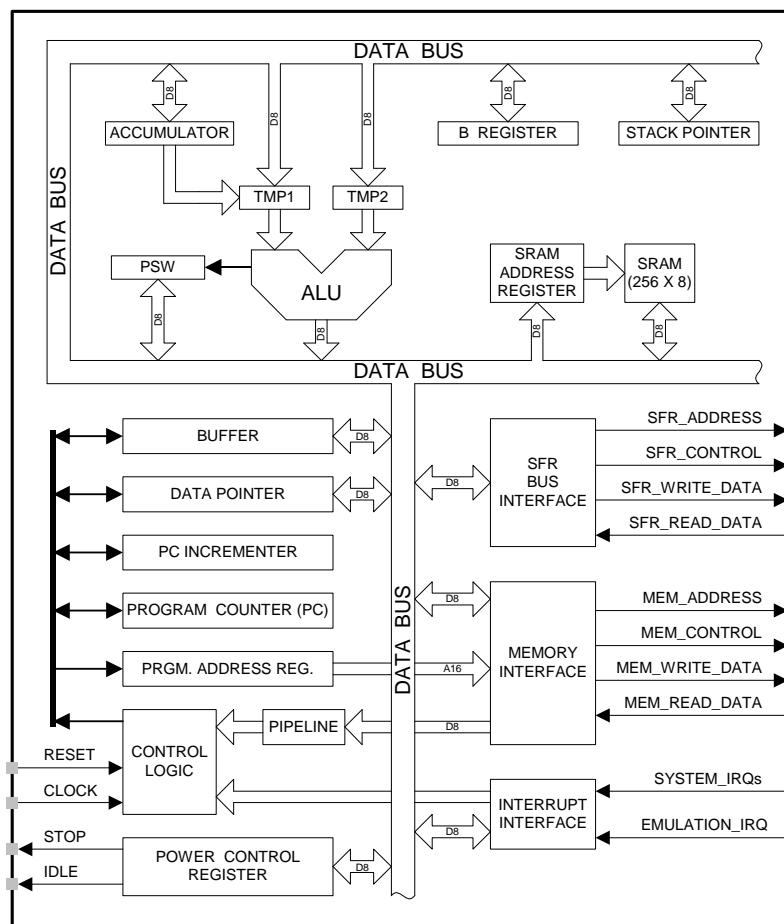 DATA BUS
D8
D8
D8
D8
D8
ACCUMULATOR
B REGISTER
STACK POINTER
DATA BUS
TMP1
TMP2
PSW
ALU
SRAM
ADDRESS
REGISTER
SRAM
(256 X 8)
D8
D8
D8
D8
DATA BUS
BUFFER
D8
DATA POINTER
D8
PC INCREMENTER
PROGRAM COUNTER (PC)
PRGM. ADDRESS REG.
A16
DATA BUS
D8
SFR
BUS
INTERFACE
SFR_ADDRESS
SFR_CONTROL
SFR_WRITE_DATA
SFR_READ_DATA
D8
MEMORY
INTERFACE
MEM_ADDRESS
MEM_CONTROL
MEM_WRITE_DATA
MEM_READ_DATA
PIPELINE
D8
RESET
CLOCK
CONTROL
LOGIC
INTERRUPT
INTERFACE
D8
SYSTEM_IRQs
EMULATION_IRQ
STOP
IDLE
POWER CONTROL
REGISTER
D8